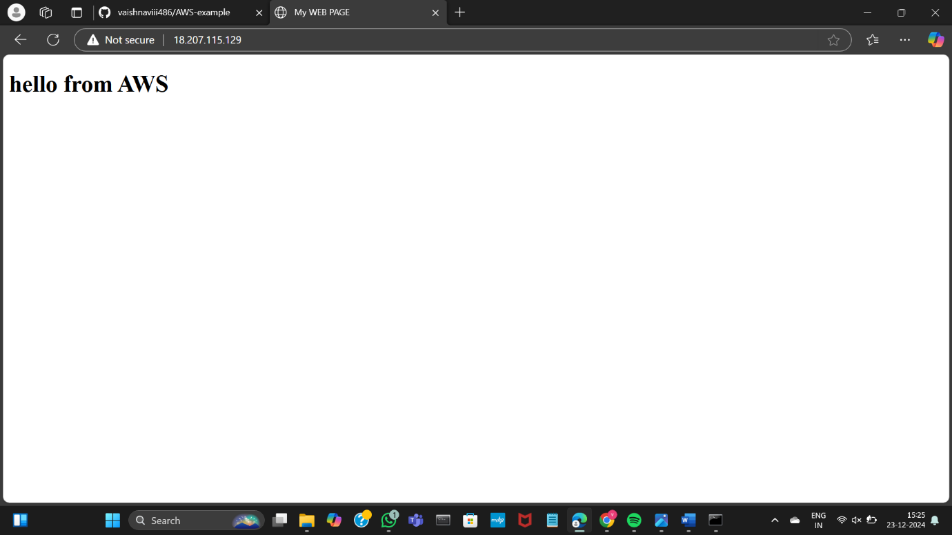 vaishnaviii486/AWS-example
My WEB PAGE
Not secure
18.207.115.129
hello from AWS
Search
1
ENG
IN
15:25
23-12-2024